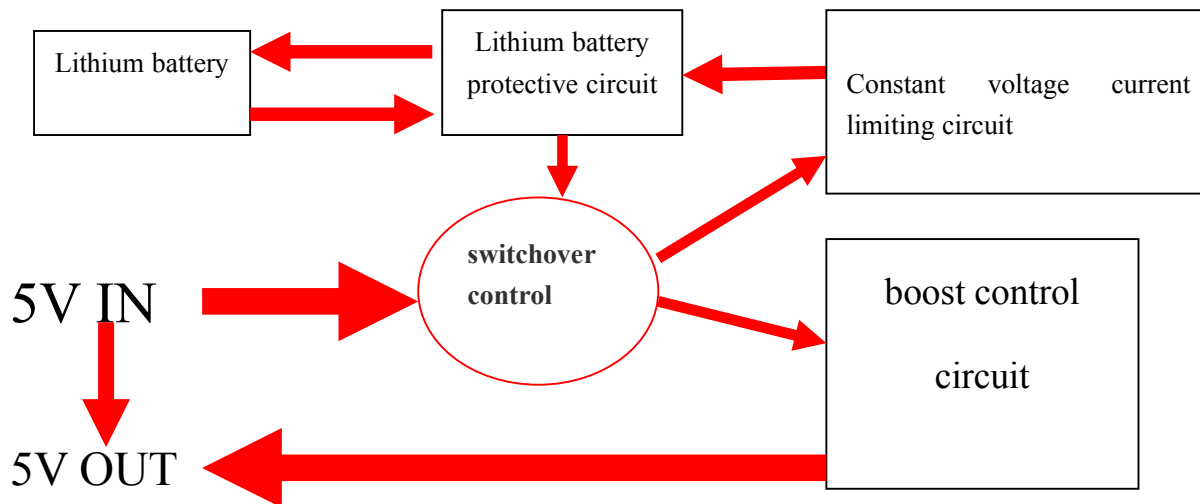 Lithium battery
Lithium battery
protective circuit
Constant voltage current
limiting circuit
switchover
control
5V IN
boost control
circuit
5V OUT